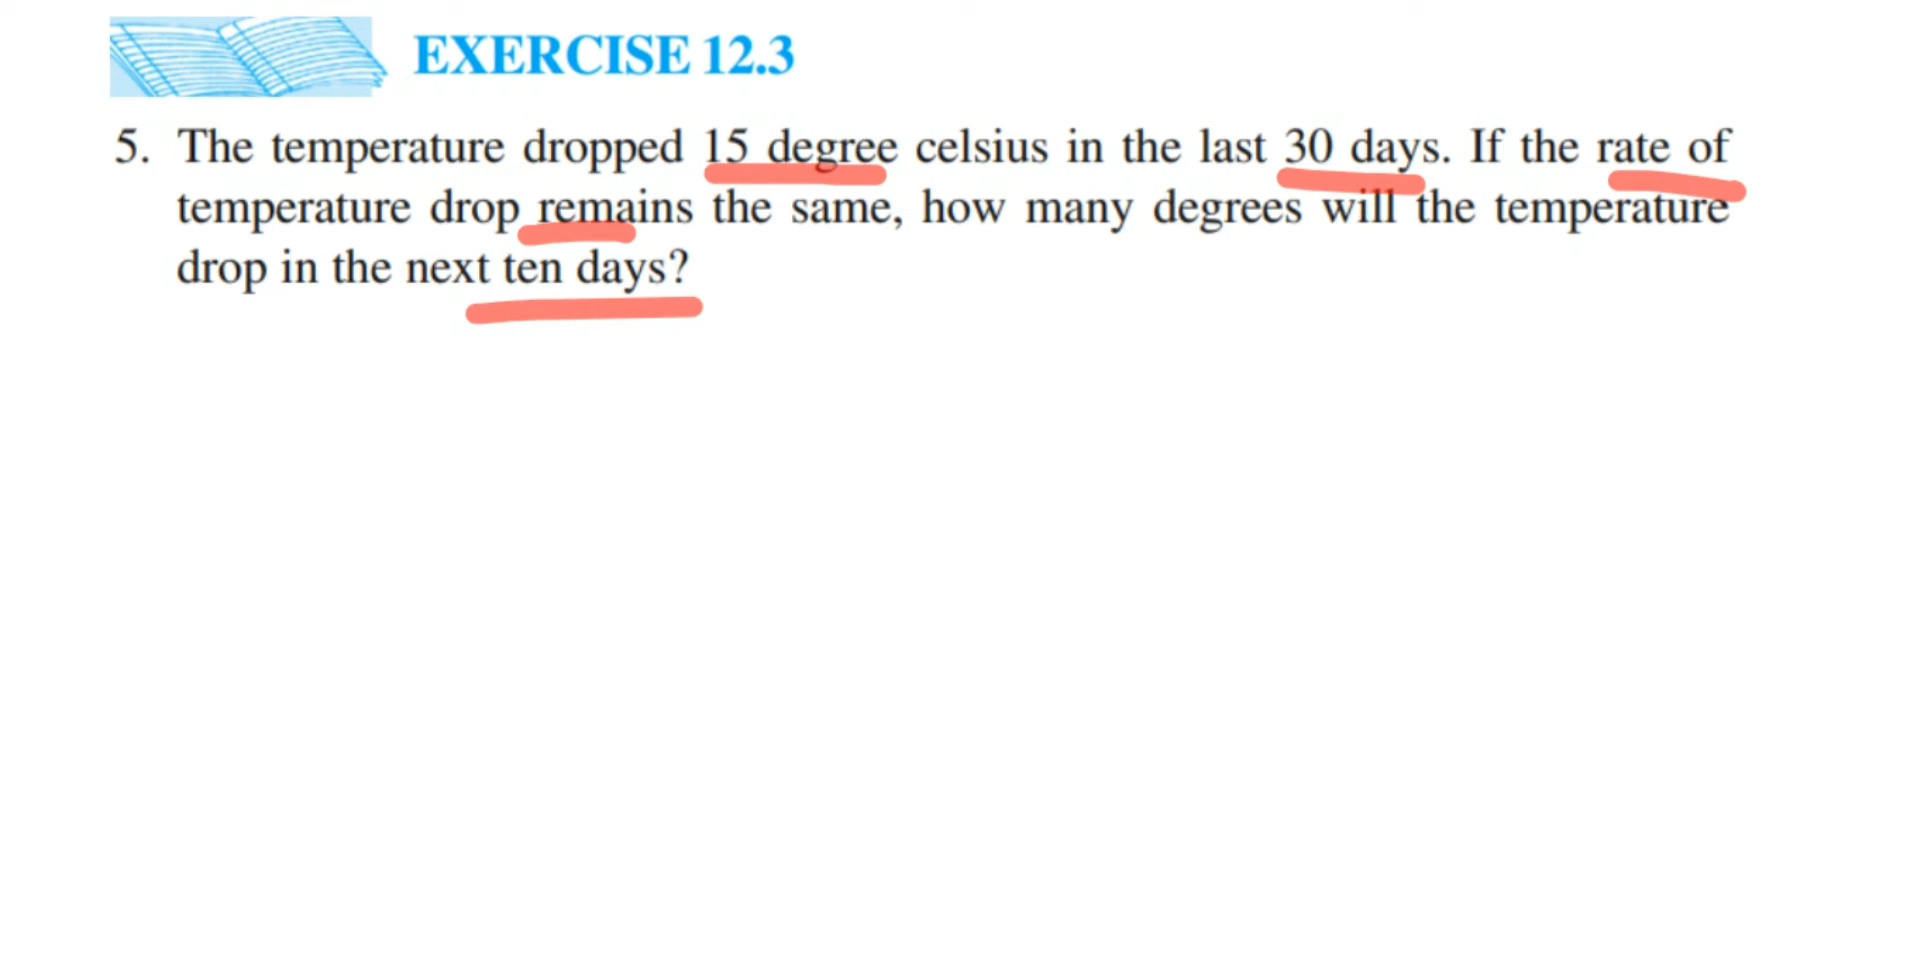 EXERCISE 12.3
5. The temperature dropped 15 degree celsius in the last 30 days. If the rate of
temperature drop remains the same, how many degrees will the temperature
drop in the next ten days?